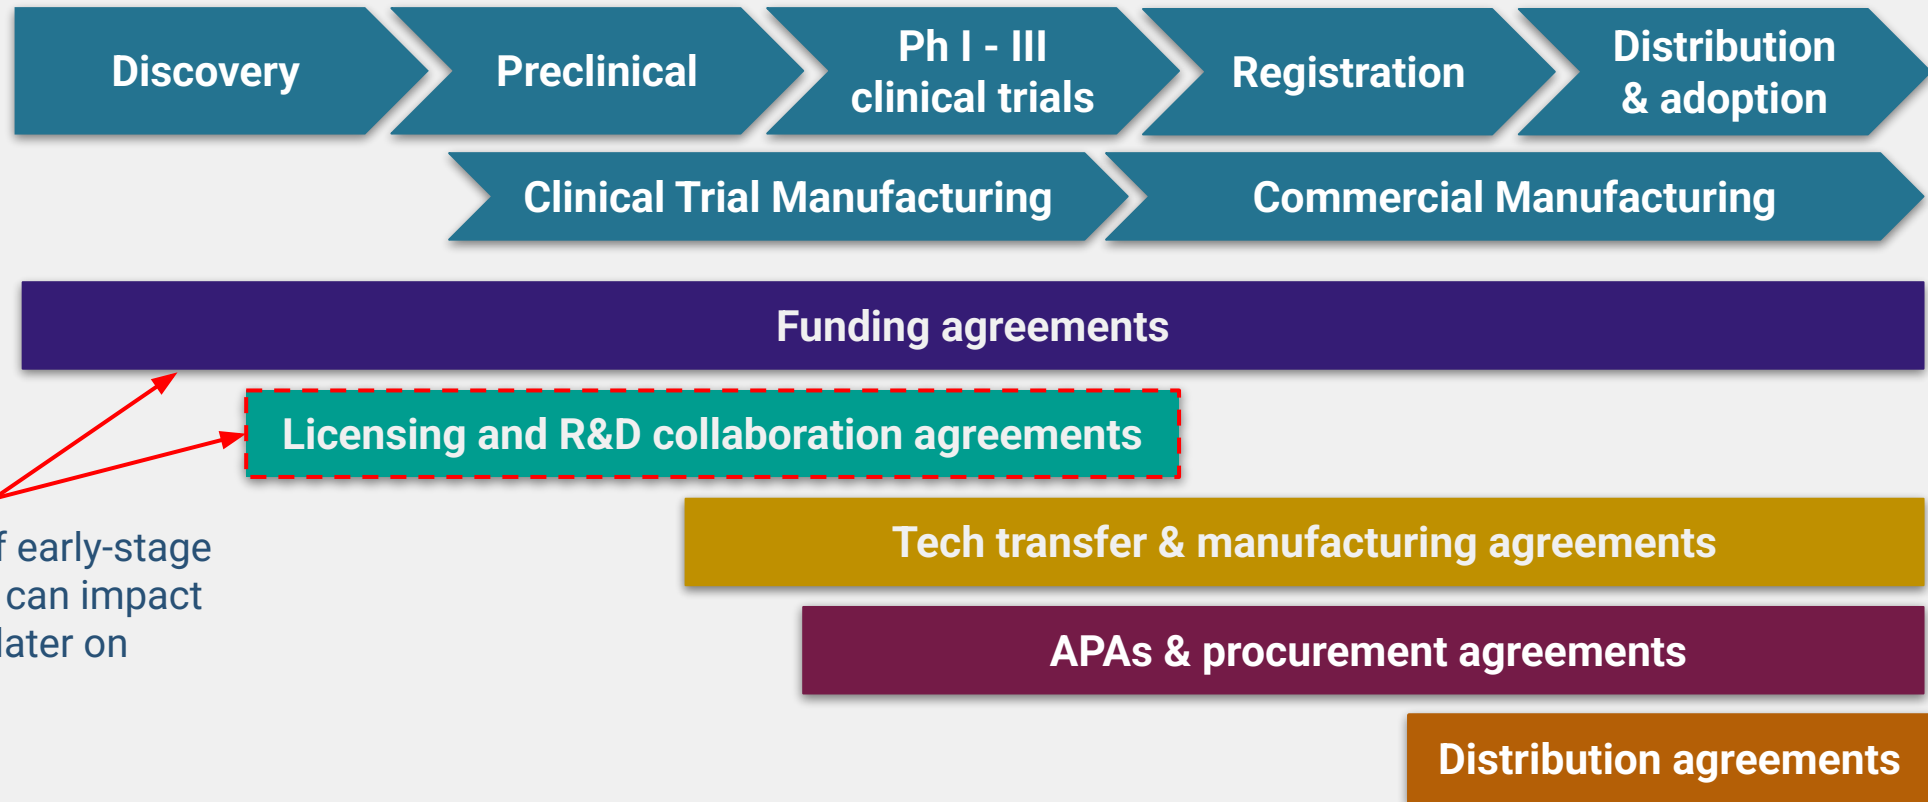 Discovery
Preclinical
Ph I - III
clinical trials
Registration
Distribution
& adoption
Clinical Trial Manufacturing
Commercial Manufacturing
Funding agreements
Licensing and R&D collaboration agreements
Tech transfer & manufacturing agreements
early-stage
can impact
later on
APAs & procurement agreements
Distribution agreements